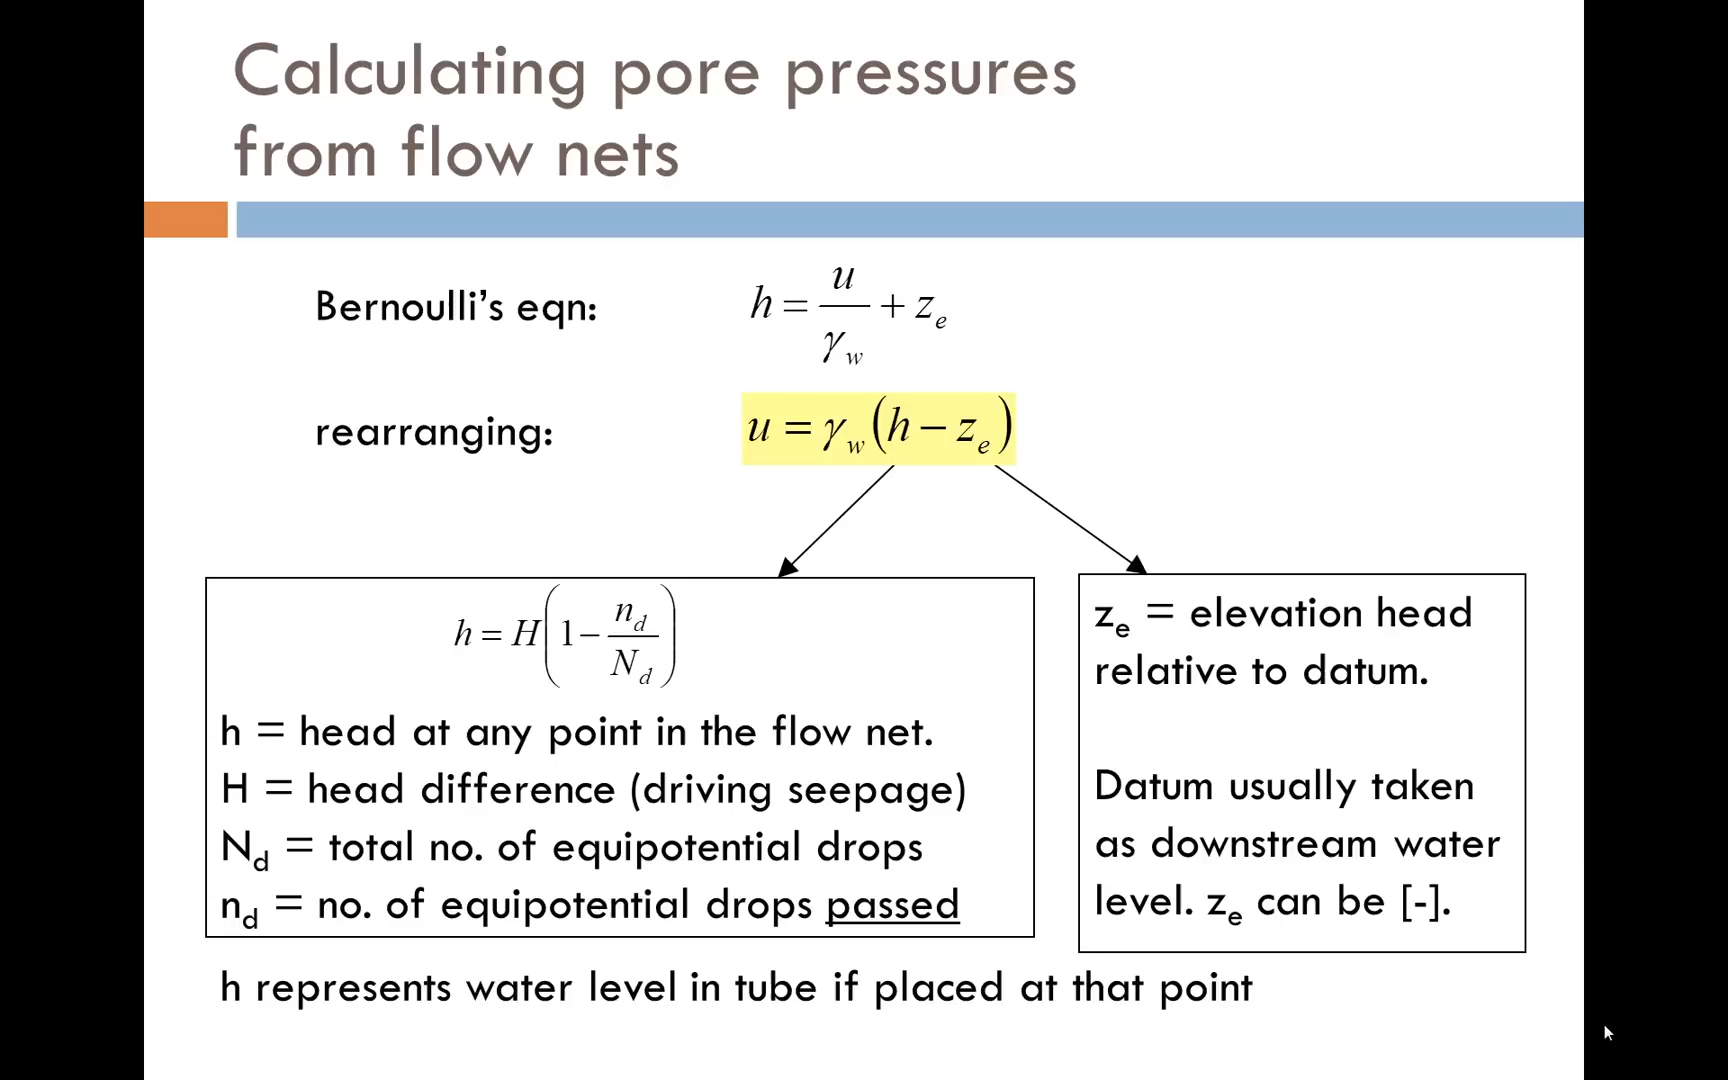 Calculating pore pressures
from flow nets
Bernoulli’s eqn: h = u/γw + ze
rearranging: u = γw(h − ze)
h = H(1 − nd/Nd)
h = head at any point in the flow net.
H = head difference (driving seepage)
Nd = total no. of equipotential drops
nd = no. of equipotential drops passed
ze = elevation head
relative to datum.
Datum usually taken
as downstream water
level. ze can be [-].
h represents water level in tube if placed at that point